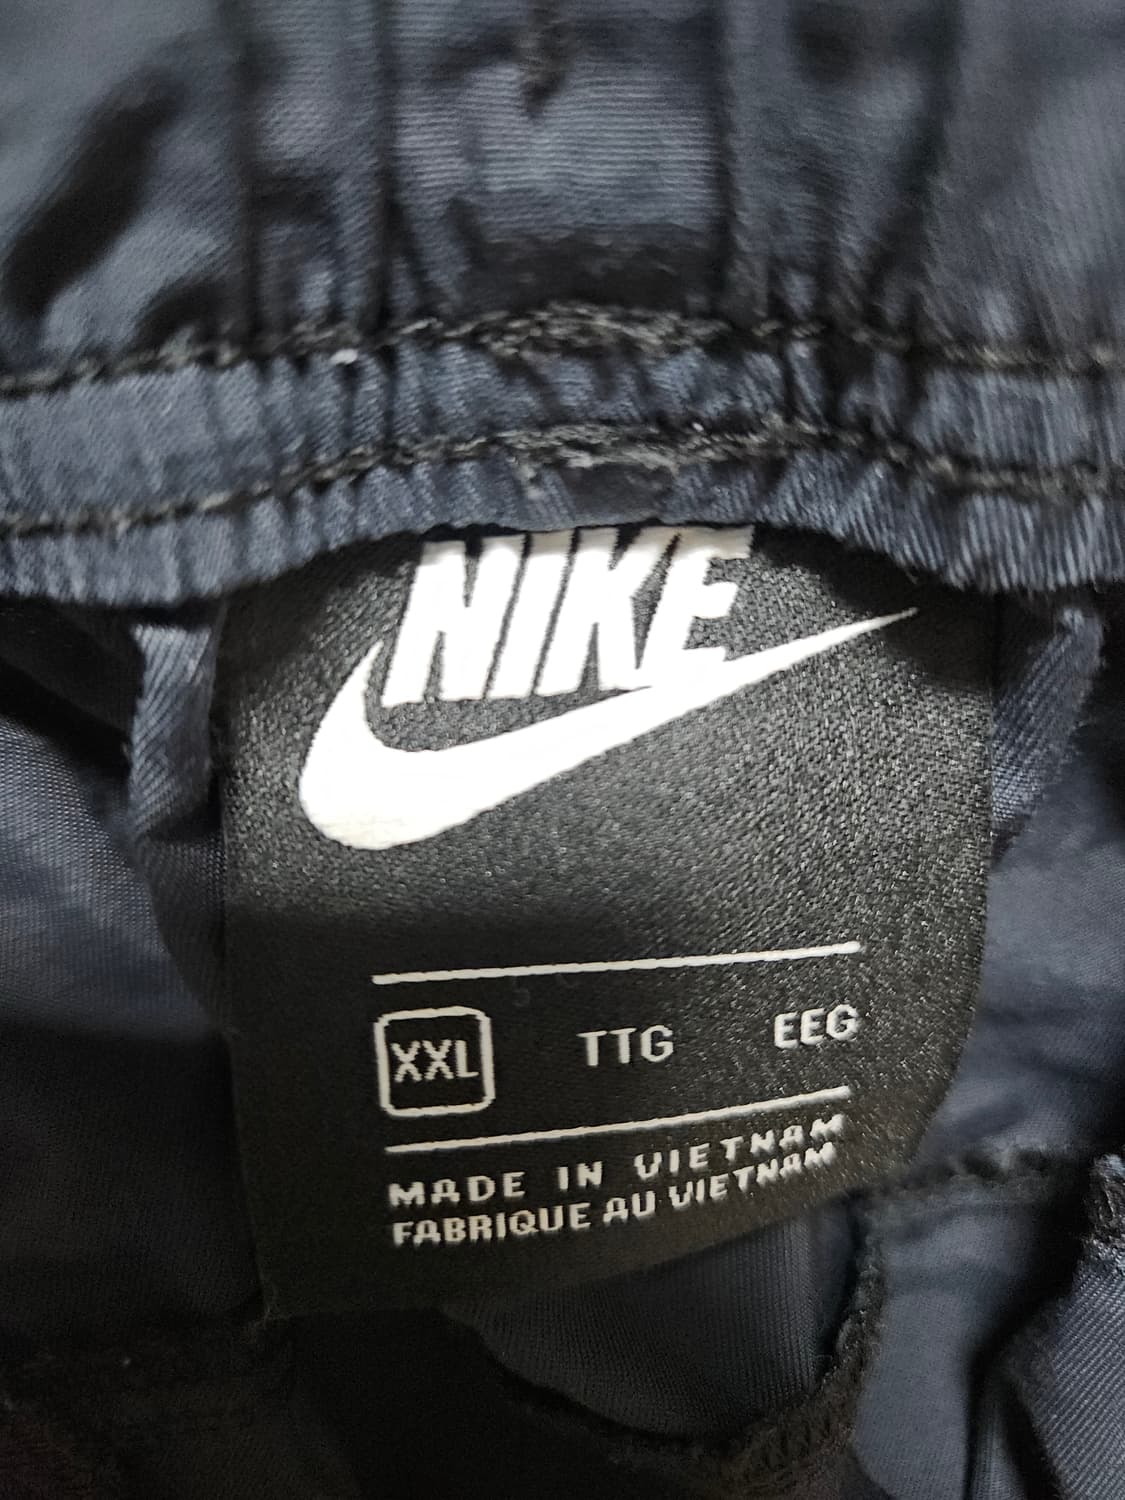 NIKE
XXL TTG EEG
MADE IN VIETNAM
FABRIQUE AU VIETNAM